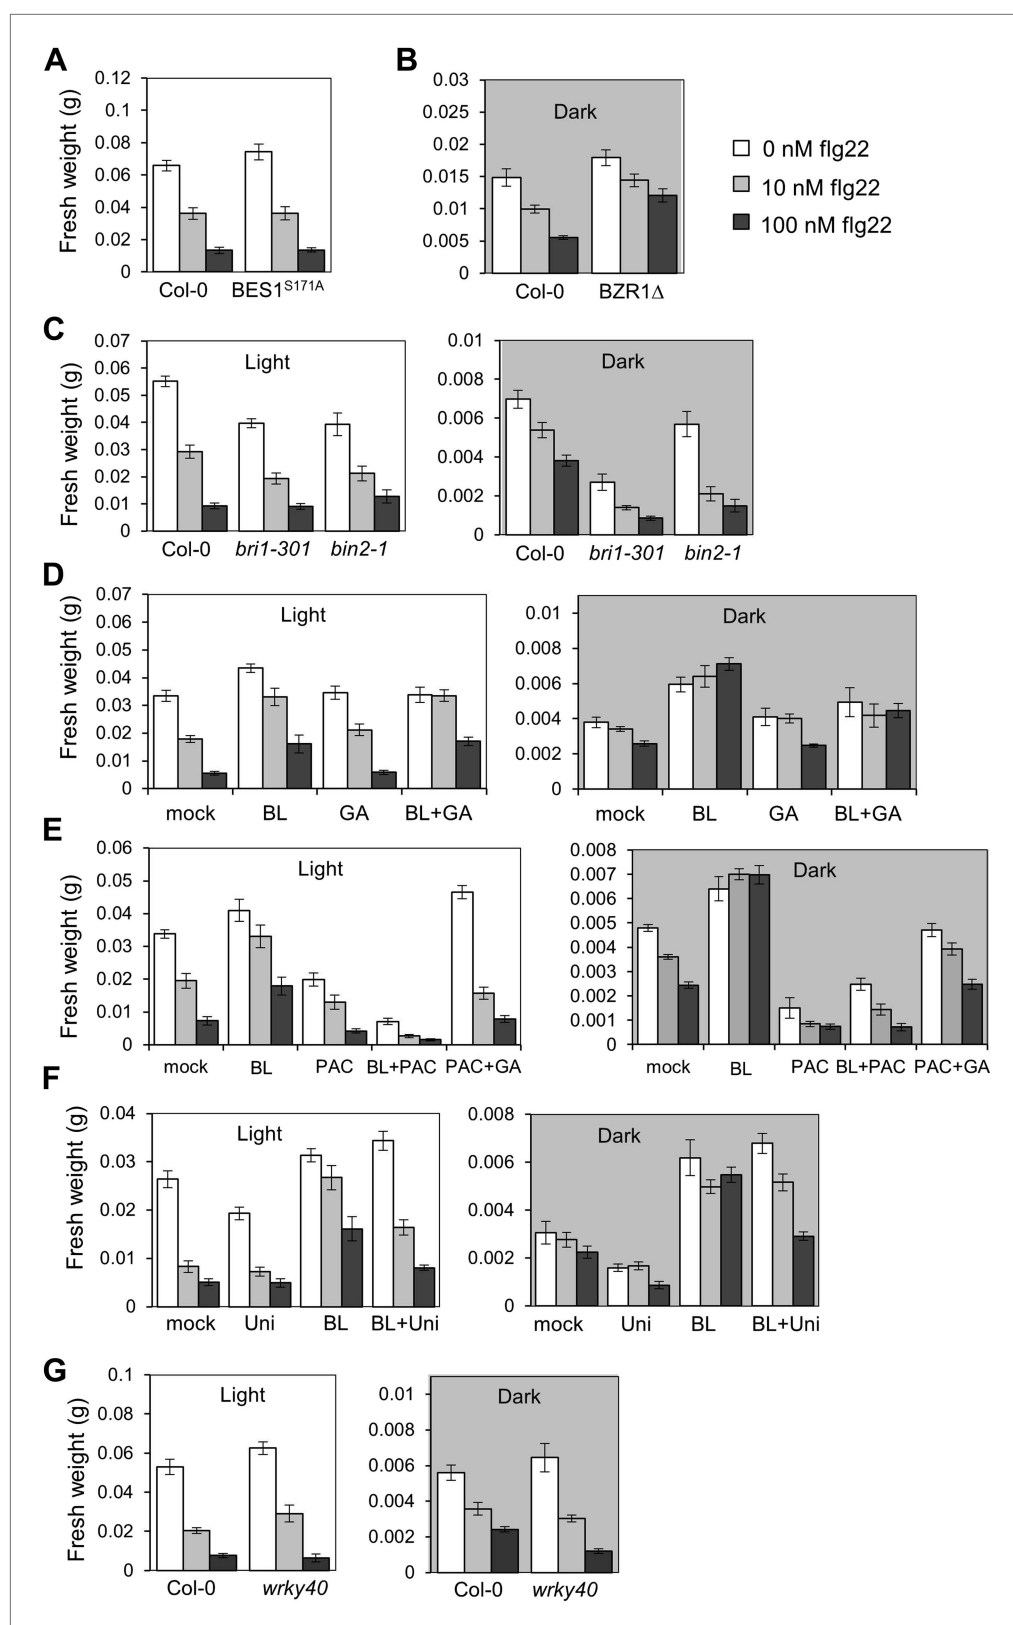 A
Fresh weight (g)
0.12
0.1
0.08
0.06
0.04
0.02
0
Col-0 BES1S171A
B
0.03
0.025
0.02
0.015
0.01
0.005
0
Dark
Col-0 BZR1Δ
0 nM flg22
10 nM flg22
100 nM flg22
C
Fresh weight (g)
0.07
0.06
0.05
0.04
0.03
0.02
0.01
0
Light
Col-0 bri1-301 bin2-1
0.01
0.008
0.006
0.004
0.002
0
Dark
Col-0 bri1-301 bin2-1
D
Fresh weight (g)
0.07
0.06
0.05
0.04
0.03
0.02
0.01
0
Light
mock BL GA BL+GA
0.01
0.008
0.006
0.004
0.002
0
Dark
mock BL GA BL+GA
E
Fresh weight (g)
0.06
0.05
0.04
0.03
0.02
0.01
0
Light
mock BL PAC BL+PAC PAC+GA
0.008
0.007
0.006
0.005
0.004
0.003
0.002
0.001
0
Dark
mock BL PAC BL+PAC PAC+GA
F
Fresh weight (g)
0.04
0.03
0.02
0.01
0
Light
mock Uni BL BL+Uni
0.008
0.006
0.004
0.002
0
Dark
mock Uni BL BL+Uni
G
Fresh weight (g)
0.1
0.08
0.06
0.04
0.02
0
Light
Col-0 wrky40
0.01
0.008
0.006
0.004
0.002
0
Dark
Col-0 wrky40